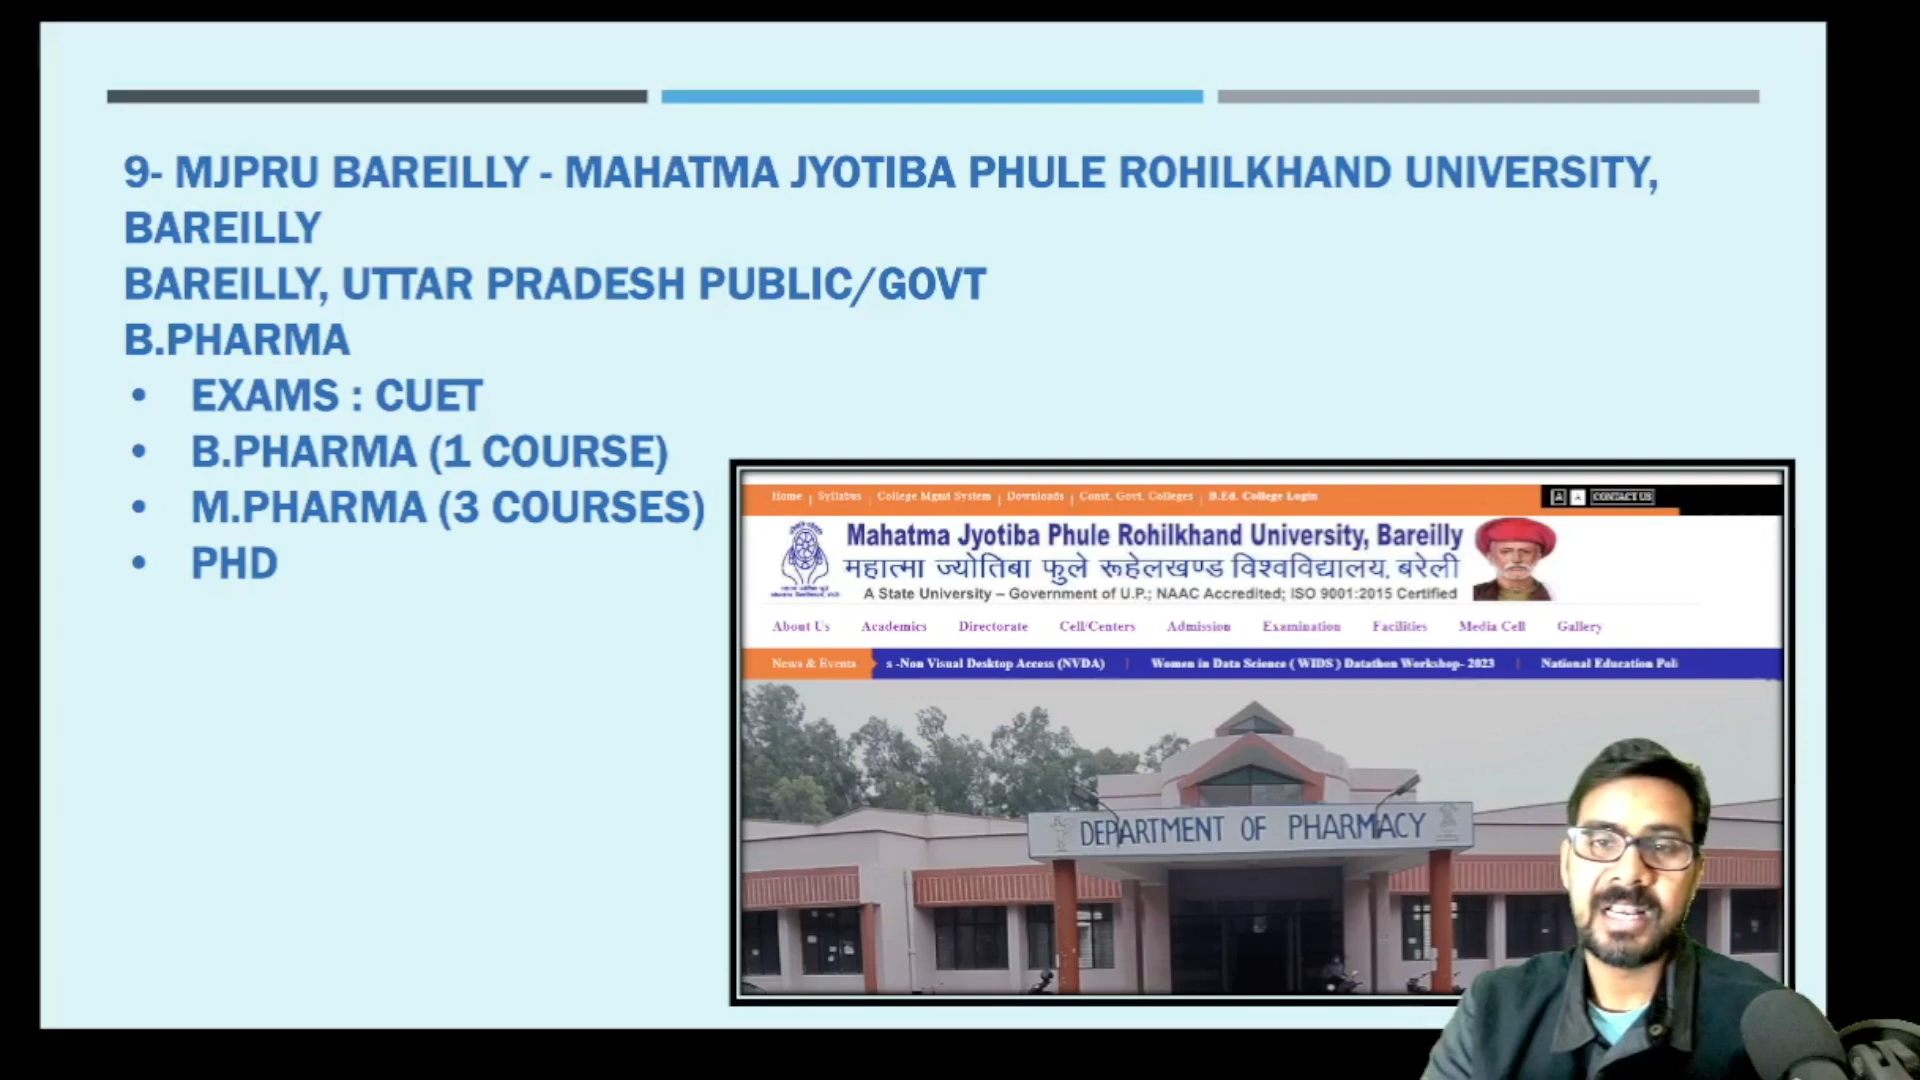 9- MJPRU BAREILLY - MAHATMA JYOTIBA PHULE ROHILKHAND UNIVERSITY,
BAREILLY
BAREILLY, UTTAR PRADESH PUBLIC/GOVT
B.PHARMA
• EXAMS : CUET
• B.PHARMA (1 COURSE)
• M.PHARMA (3 COURSES)
• PHD
Home | Syllabus | College Mgmt System | Downloads | Const. Govt. Colleges | B.Ed. College Login
A A CONTACT US
Mahatma Jyotiba Phule Rohilkhand University, Bareilly
महात्मा ज्योतिबा फुले रूहेलखण्ड विश्वविद्यालय, बरेली
A State University – Government of U.P.; NAAC Accredited; ISO 9001:2015 Certified
About Us Academics Directorate Cell/Centers Admission Examination Facilities Media Cell Gallery
News & Events s -Non Visual Desktop Access (NVDA) | Women in Data Science ( WIDS ) Datathon Workshop- 2023 | National Education Poli
DEPARTMENT OF PHARMACY